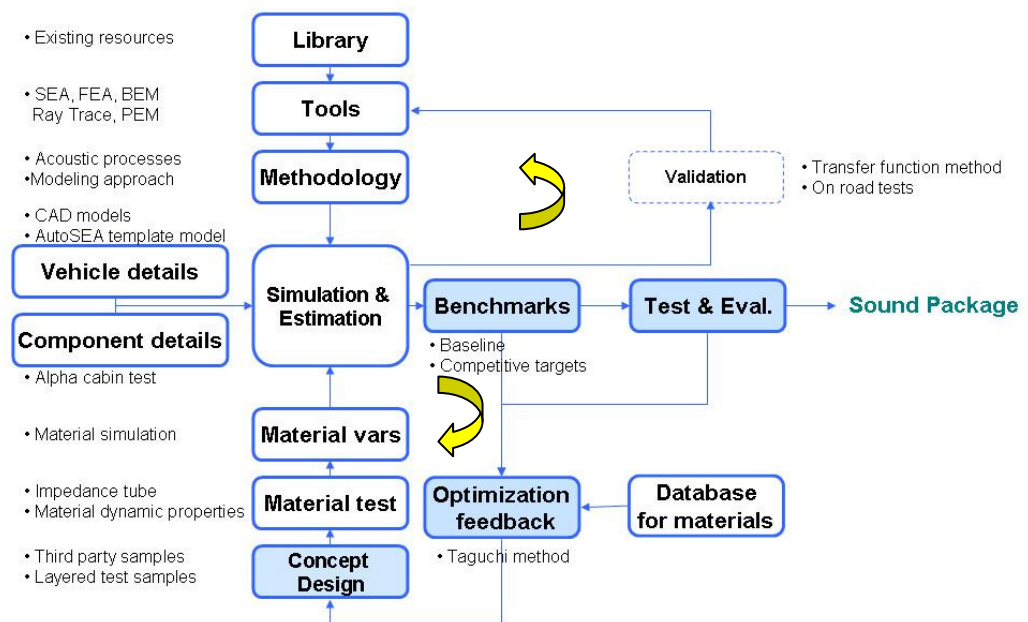 • Existing resources
Library
• SEA, FEA, BEM
Ray Trace, PEM
Tools
• Acoustic processes
•Modeling approach
Methodology
Validation
• Transfer function method
• On road tests
• CAD models
• AutoSEA template model
Vehicle details
Component details
• Alpha cabin test
Simulation &
Estimation
Benchmarks
• Baseline
• Competitive targets
Test & Eval.
Sound Package
• Material simulation
Material vars
• Impedance tube
• Material dynamic properties
Material test
• Third party samples
• Layered test samples
Concept
Design
Optimization
feedback
• Taguchi method
Database
for materials